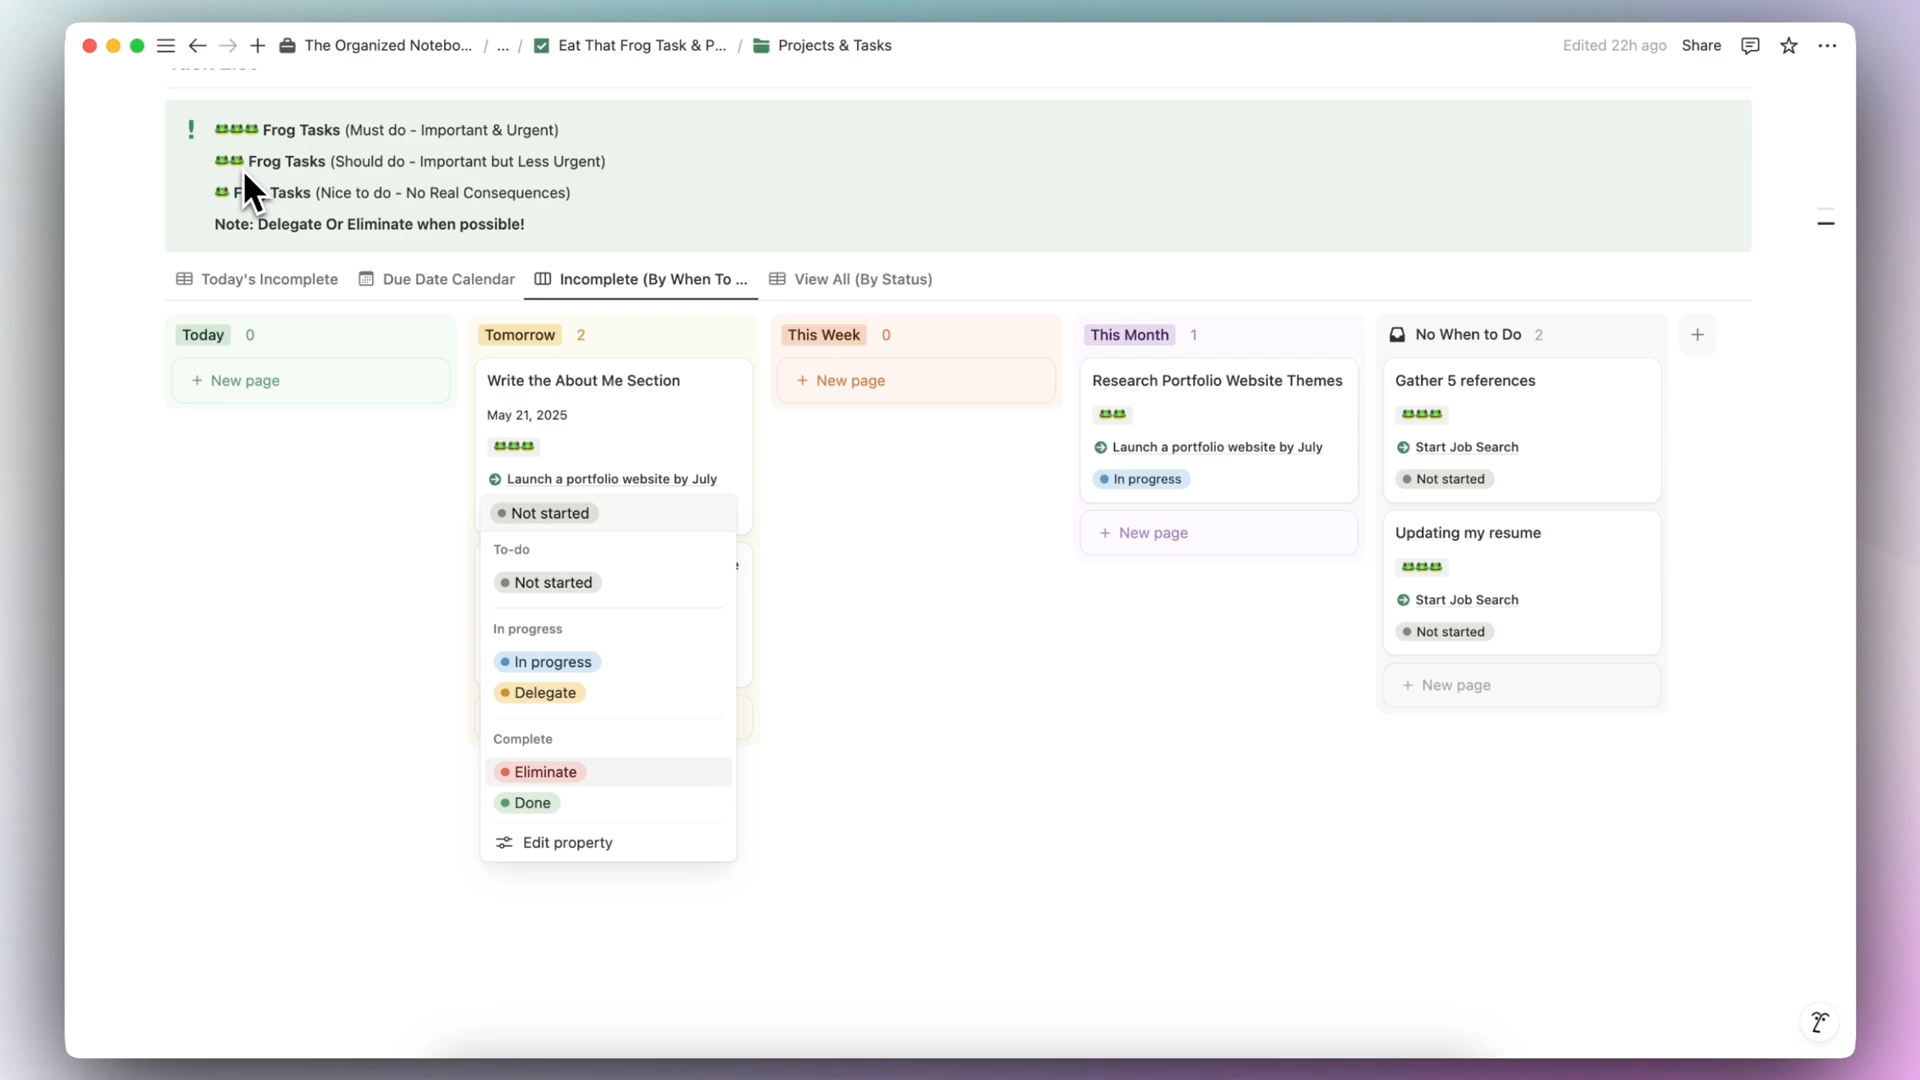 The Organized Notebo... / ... / Eat That Frog Task & P... / Projects & Tasks
Edited 22h ago Share
🐸🐸🐸 Frog Tasks (Must do - Important & Urgent)
🐸🐸 Frog Tasks (Should do - Important but Less Urgent)
🐸 Tasks (Nice to do - No Real Consequences)
Note: Delegate Or Eliminate when possible!
Today's Incomplete
Due Date Calendar
Incomplete (By When To ...
View All (By Status)
Today 0
+ New page
Tomorrow 2
Write the About Me Section
May 21, 2025
🐸🐸🐸
Launch a portfolio website by July
Not started
To-do
Not started
In progress
In progress
Delegate
Complete
Eliminate
Done
Edit property
This Week 0
+ New page
This Month 1
Research Portfolio Website Themes
🐸🐸
Launch a portfolio website by July
In progress
+ New page
No When to Do 2
Gather 5 references
🐸🐸🐸
Start Job Search
Not started
Updating my resume
🐸🐸🐸
Start Job Search
Not started
+ New page